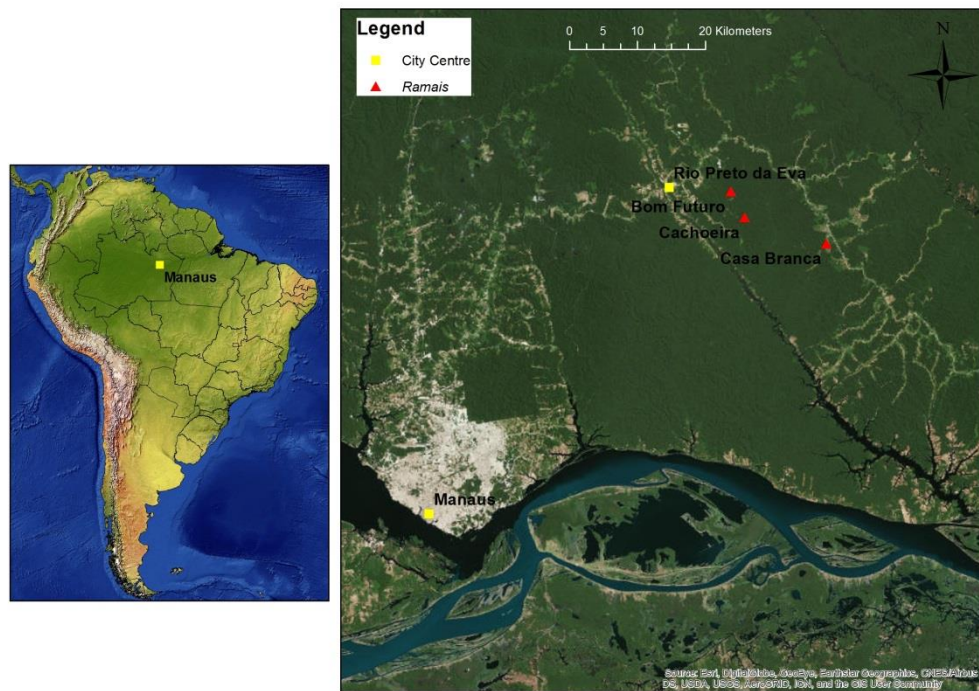 Legend
City Centre
Ramais
0 5 10 20 Kilometers
N
Manaus
Rio Preto da Eva
Bom Futuro
Cachoeira
Casa Branca
Manaus
Source: Esri, DigitalGlobe, GeoEye, Earthstar Geographics, CNES/Airbus
DS, USDA, USGS, AeroGRID, IGN, and the GIS User Community